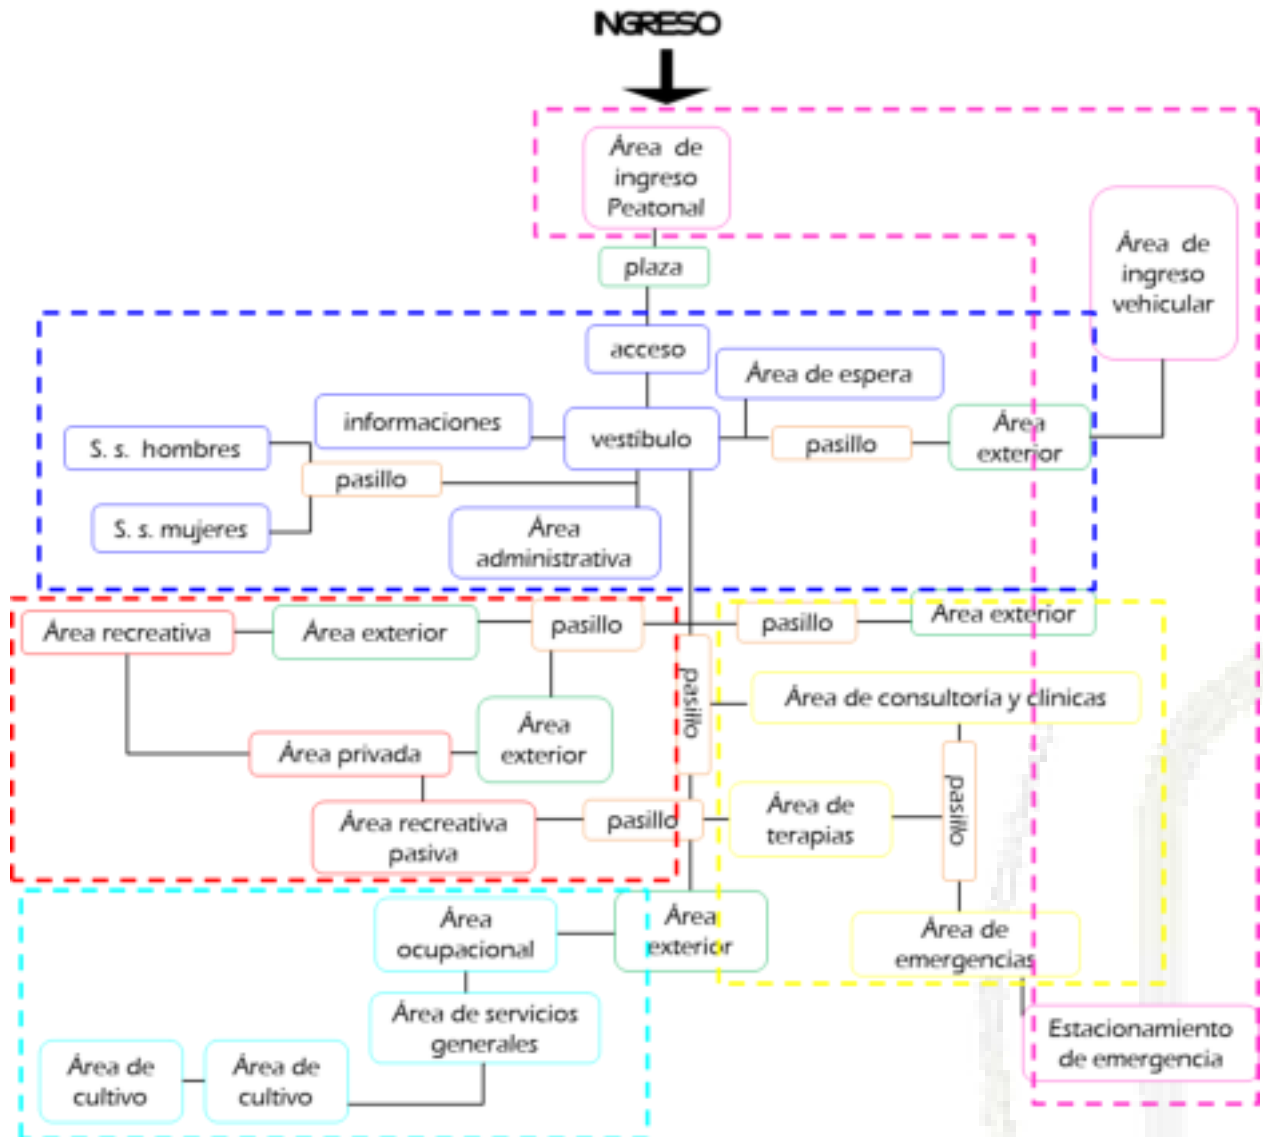 INGRESO
Área de
ingreso
Peatonal
Área de
ingreso
vehicular
plaza
acceso
Área de espera
informaciones
vestíbulo
pasillo
Área
exterior
S. s. hombres
pasillo
S. s. mujeres
Área
administrativa
Área recreativa
Área exterior
pasillo
pasillo
Area exterior
pasillo
Área de consultoría y clínicas
Área
exterior
Área privada
pasillo
Área recreativa
pasiva
pasillo
Área de
terapias
Área
ocupacional
Área
exterior
Área de
emergencias
Área de servicios
generales
Estacionamiento
de emergencia
Área de
cultivo
Área de
cultivo